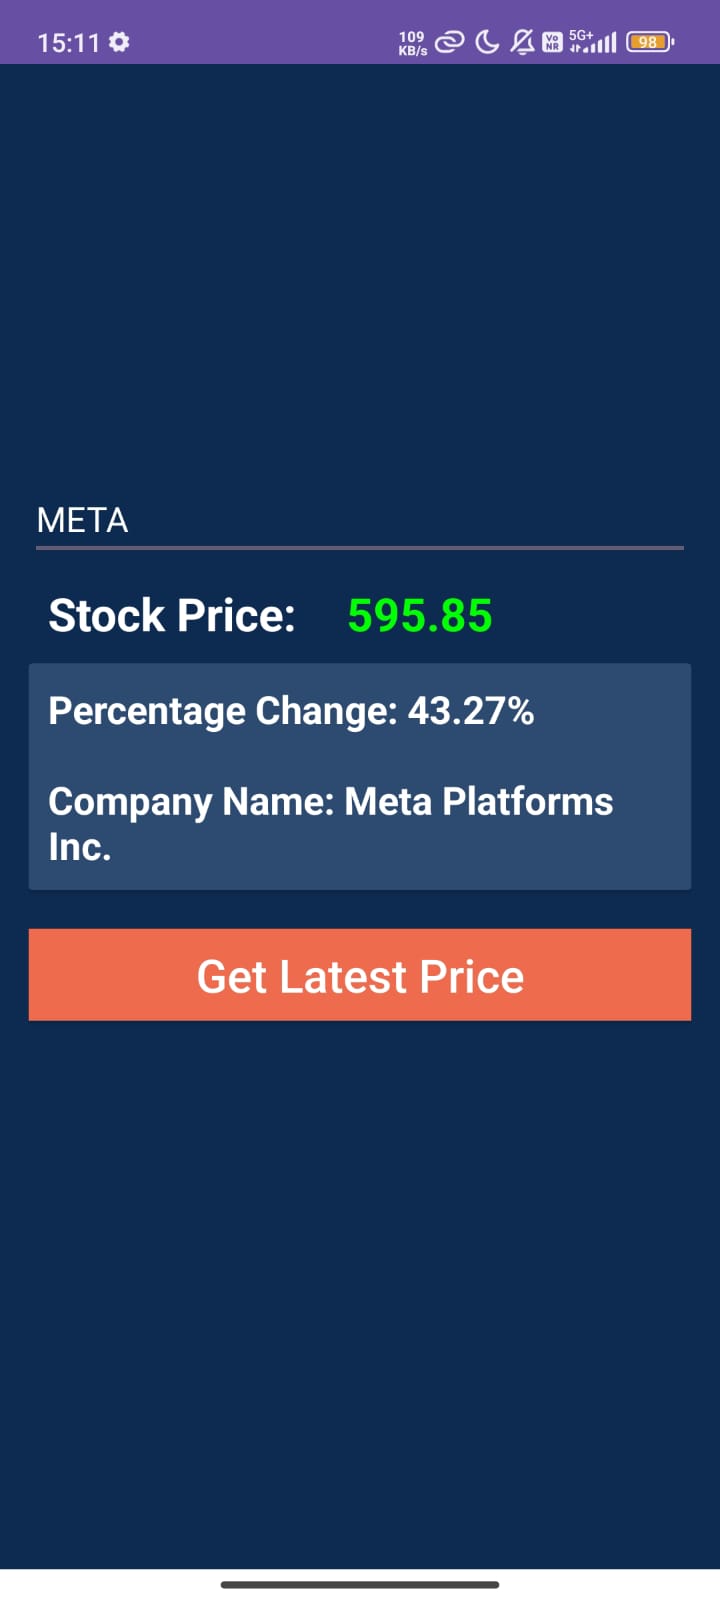 15:11
109
KB/s
Vo
NR
5G+
98
META
Stock Price: 595.85
Percentage Change: 43.27%
Company Name: Meta Platforms
Inc.
Get Latest Price